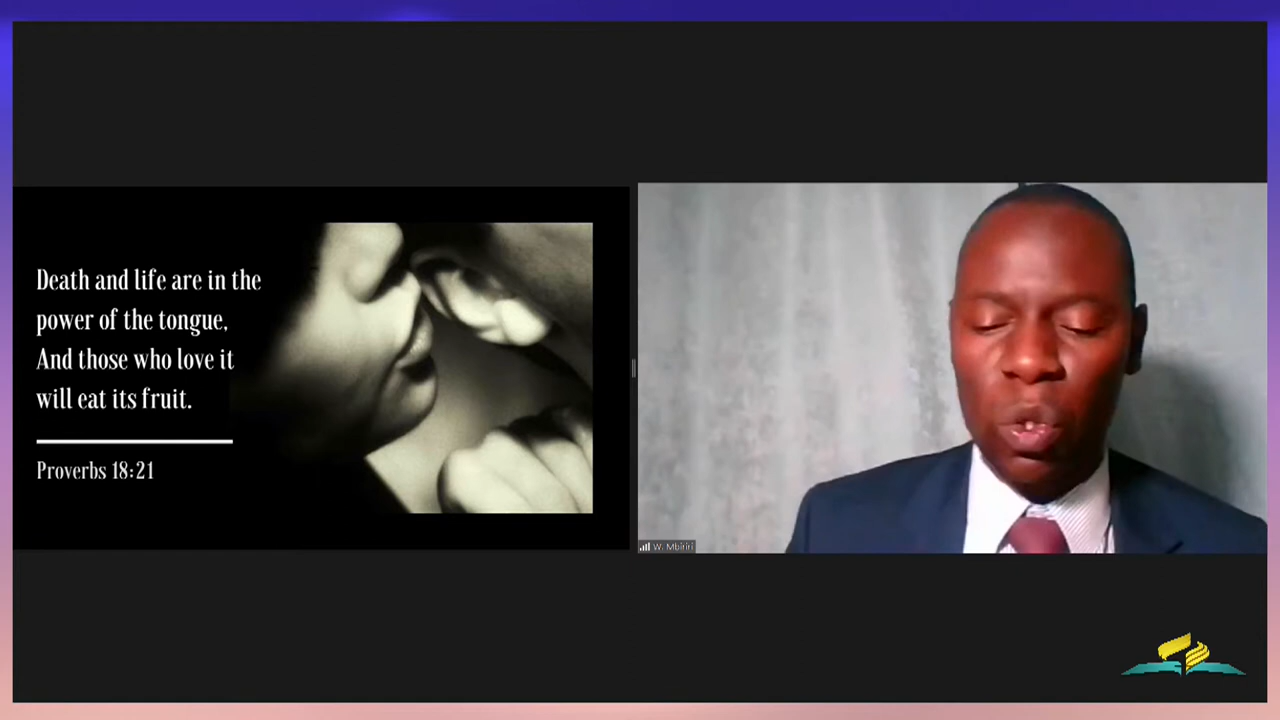 Death and life are in the
power of the tongue,
And those who love it
will eat its fruit.
Proverbs 18:21
W. Mbiriri